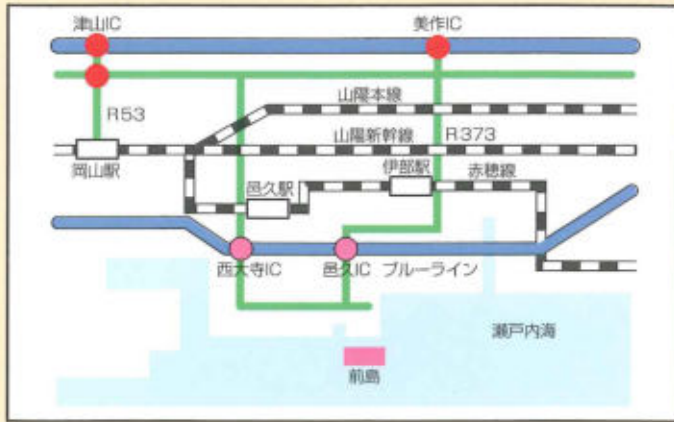 津山IC
美作IC
山陽本線
R53
山陽新幹線
R373
岡山駅
邑久駅
伊部駅
赤穂線
西大寺IC
邑久IC
ブルーライン
瀬戸内海
前島